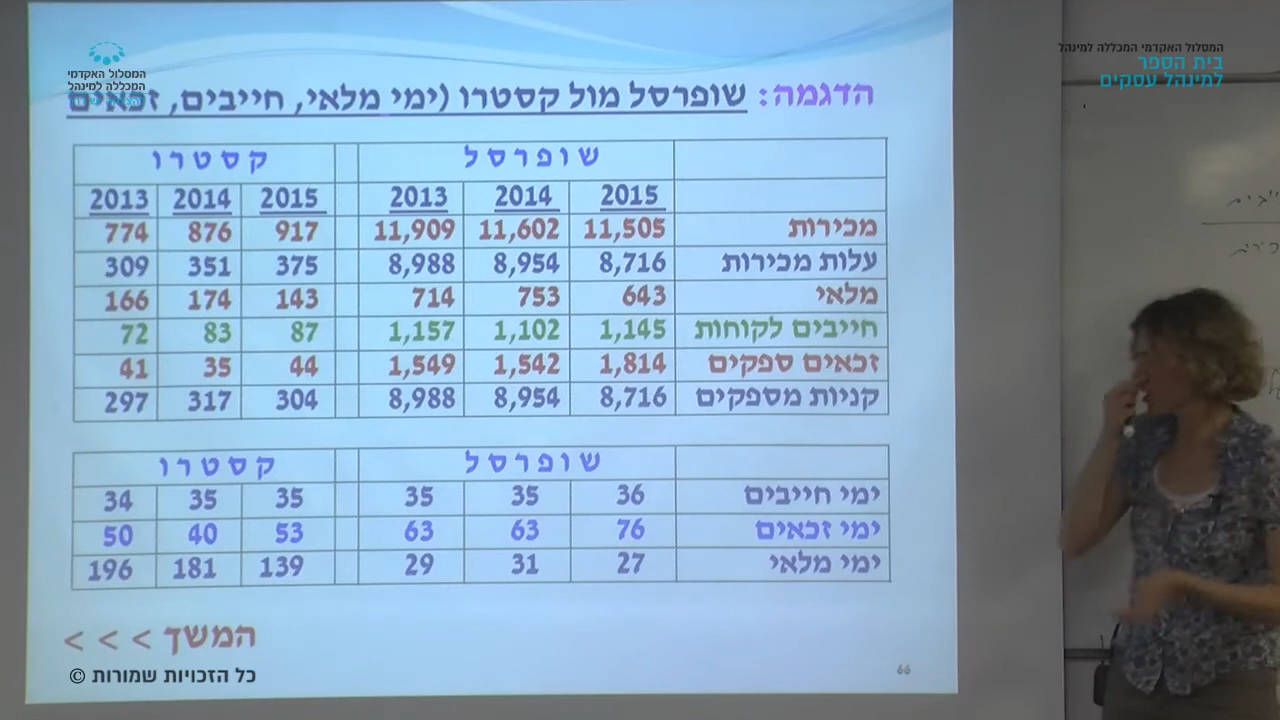 המסלול האקדמי המכללה למינהל
בית הספר
למינהל עסקים
המסלול האקדמי
המכללה למינהל
הדגמה: שופרסל מול קסטרו (ימי מלאי, חייבים, זכאים
שופרסל קסטרו
2015 2014 2013 2015 2014 2013
מכירות 11,505 11,602 11,909 917 876 774
עלות מכירות 8,716 8,954 8,988 375 351 309
מלאי 643 753 714 143 174 166
חייבים לקוחות 1,145 1,102 1,157 87 83 72
זכאים ספקים 1,814 1,542 1,549 44 35 41
קניות מספקים 8,716 8,954 8,988 304 317 297
שופרסל קסטרו
ימי חייבים 36 35 35 35 35 34
ימי זכאים 76 63 63 53 40 50
ימי מלאי 27 31 29 139 181 196
המשך > > >
כל הזכויות שמורות ©
66